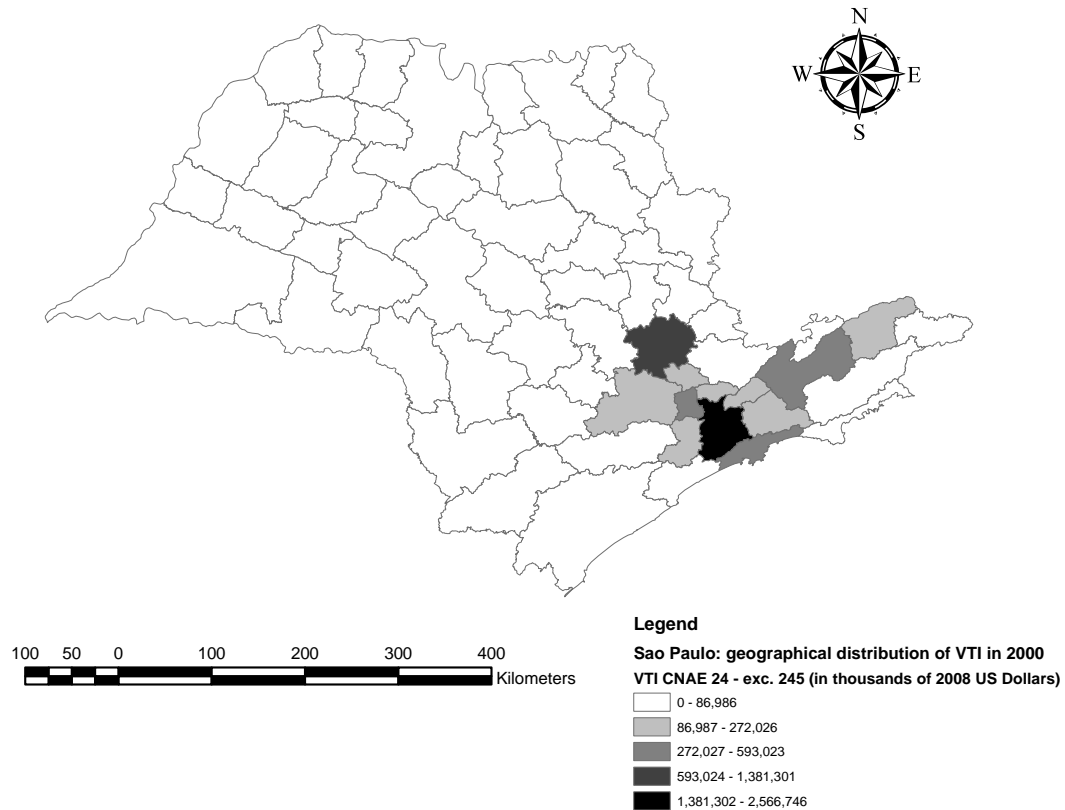 N
W E
S
100 50 0 100 200 300 400
Kilometers
Legend
Sao Paulo: geographical distribution of VTI in 2000
VTI CNAE 24 - exc. 245 (in thousands of 2008 US Dollars)
0 - 86,986
86,987 - 272,026
272,027 - 593,023
593,024 - 1,381,301
1,381,302 - 2,566,746